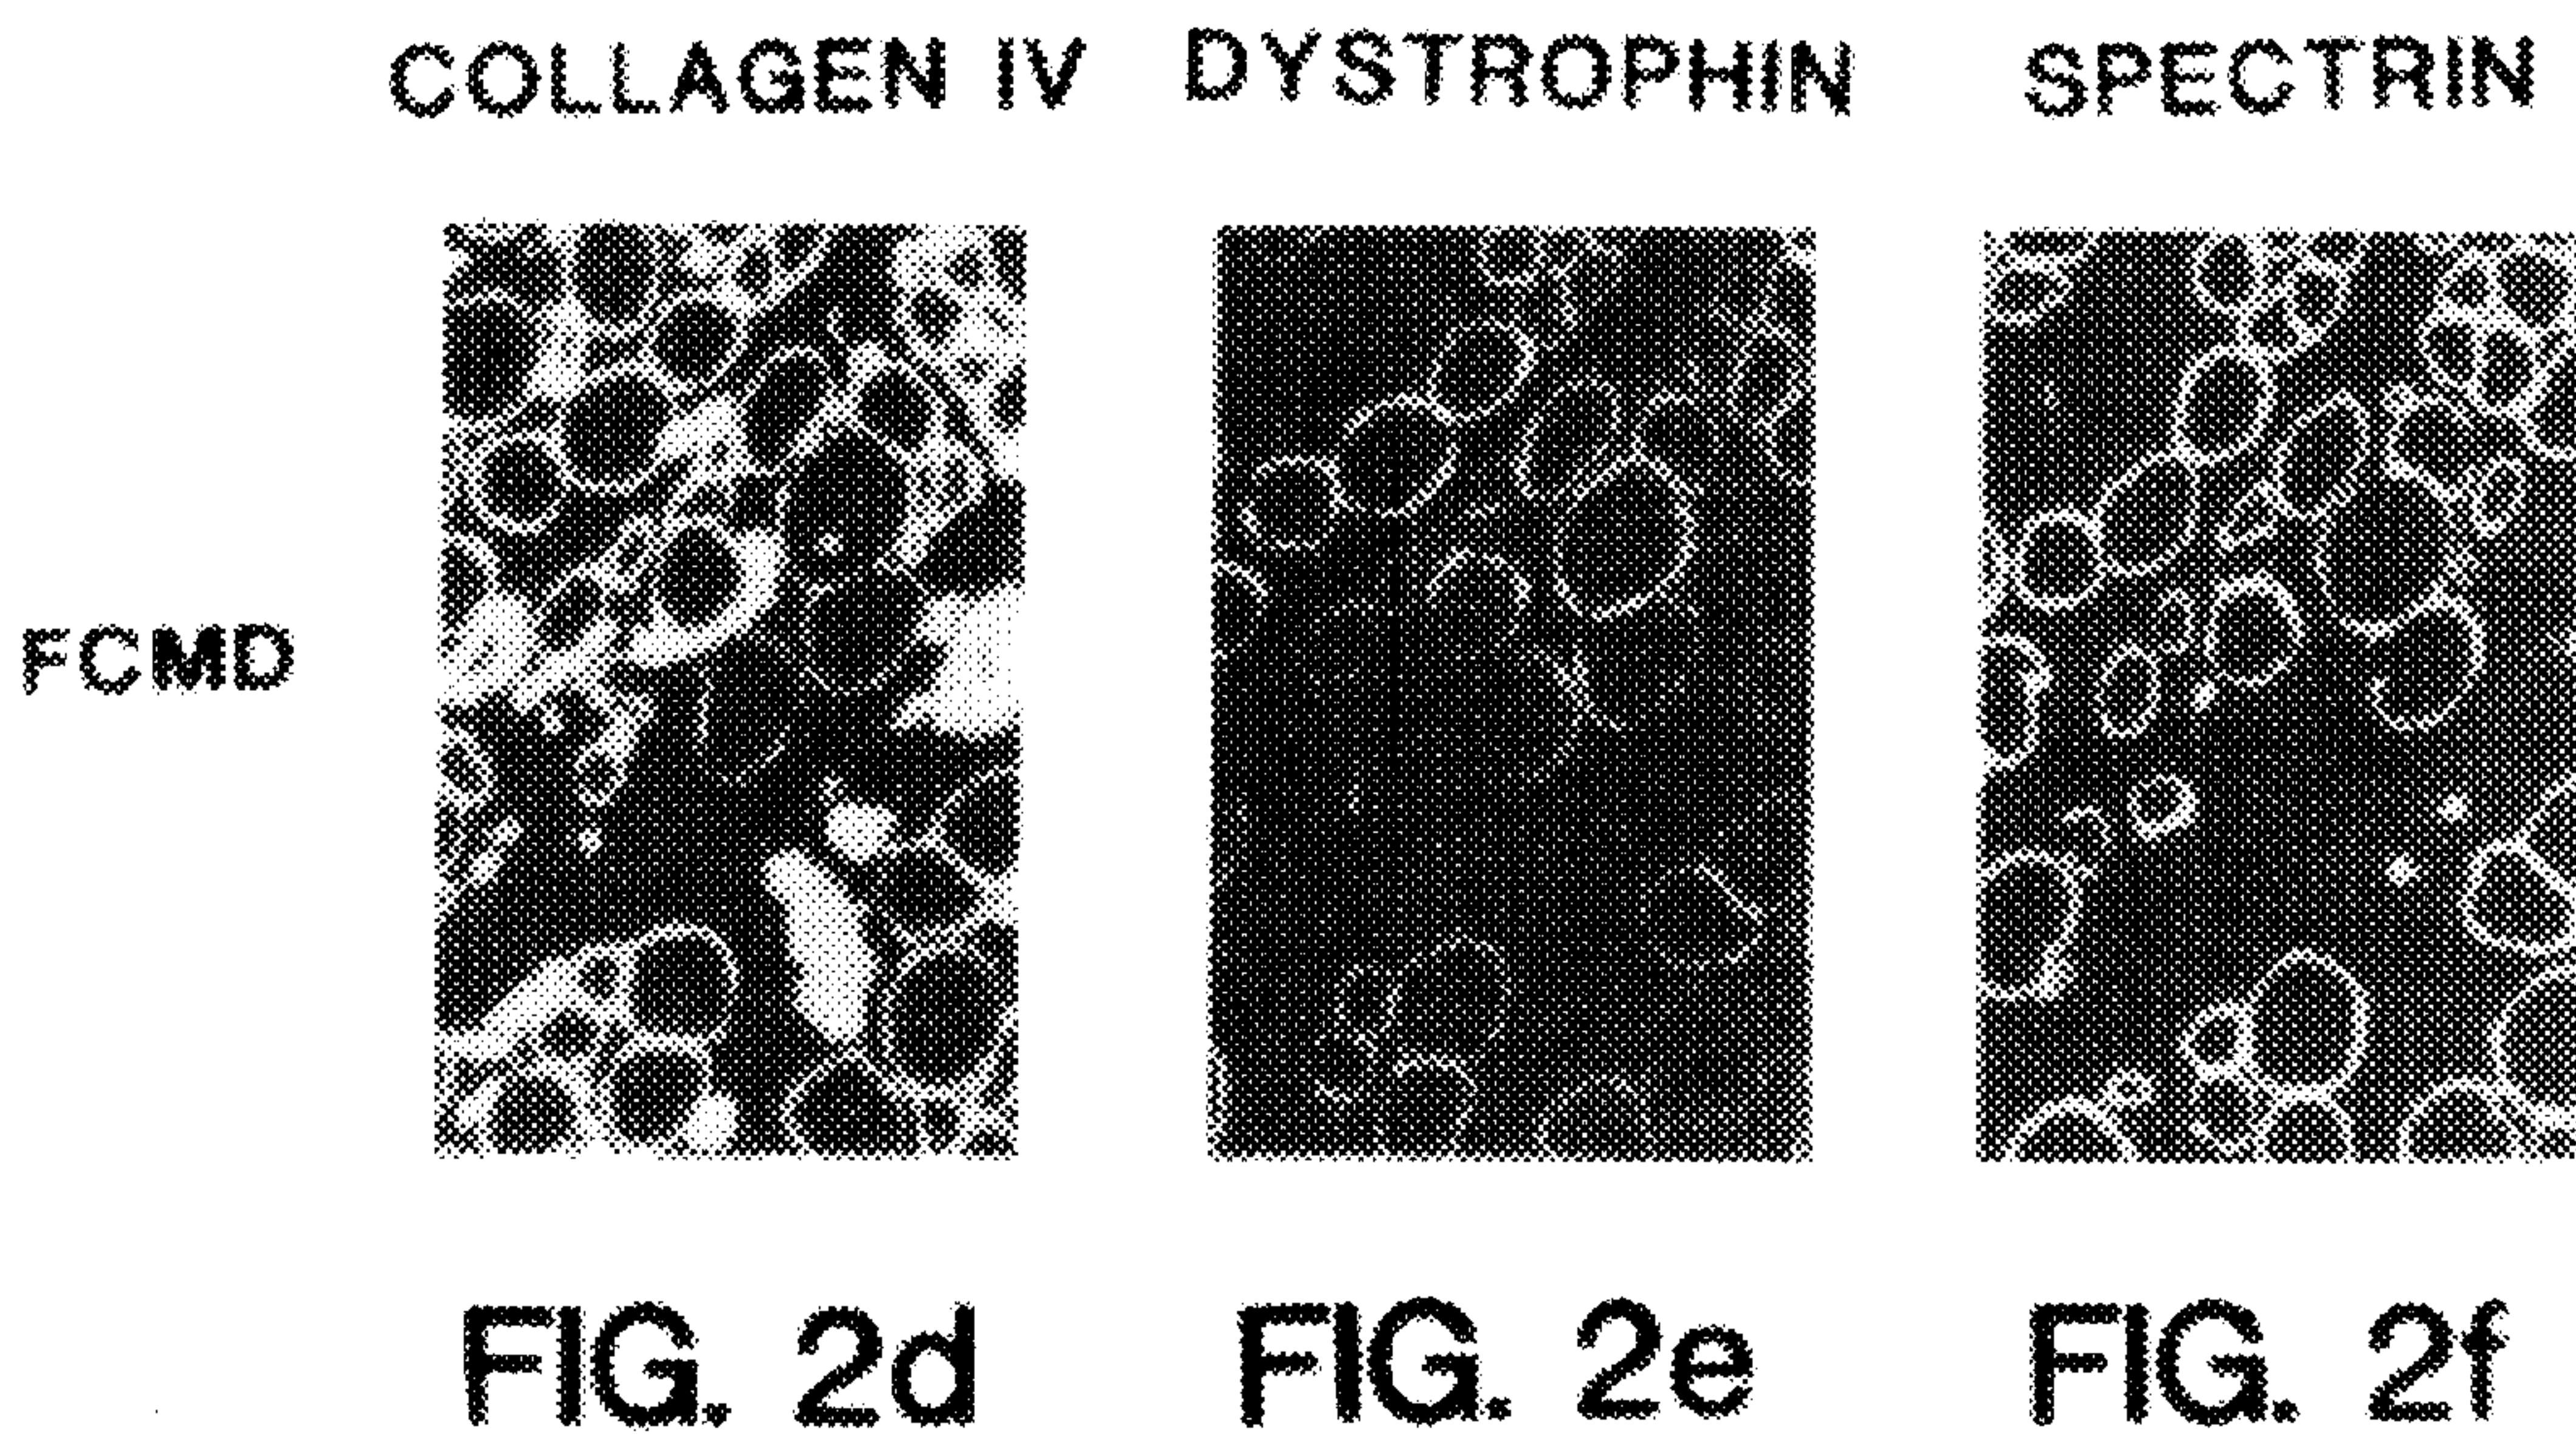 COLLAGEN IV DYSTROPHIN SPECTRIN
FCMD
FIG. 2d FIG. 2e FIG. 2f